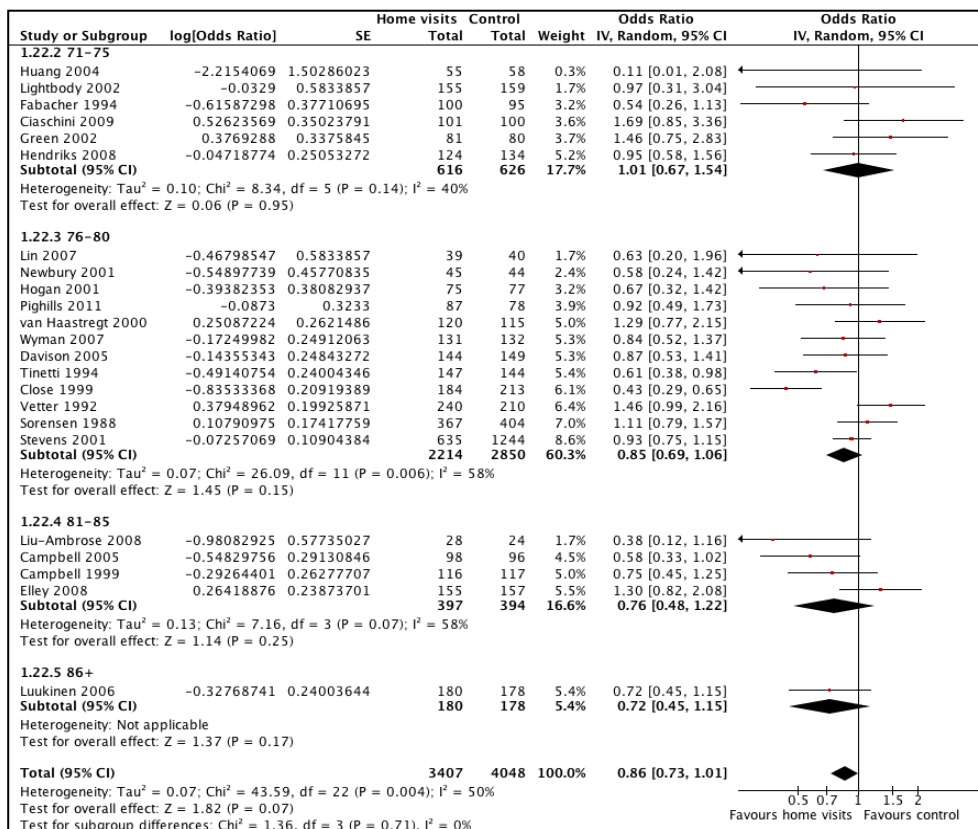 Home visits Control Odds Ratio Odds Ratio
Study or Subgroup log[Odds Ratio] SE Total Total Weight IV, Random, 95% CI IV, Random, 95% CI
1.22.2 71-75
Huang 2004 -2.2154069 1.50286023 55 58 0.3% 0.11 [0.01, 2.08]
Lightbody 2002 -0.0329 0.5833857 155 159 1.7% 0.97 [0.31, 3.04]
Fabacher 1994 -0.61587298 0.37710695 100 95 3.2% 0.54 [0.26, 1.13]
Ciaschini 2009 0.52623569 0.35023791 101 100 3.6% 1.69 [0.85, 3.36]
Green 2002 0.3769288 0.3375845 81 80 3.7% 1.46 [0.75, 2.83]
Hendriks 2008 -0.04718774 0.25053272 124 134 5.2% 0.95 [0.58, 1.56]
Subtotal (95% CI) 616 626 17.7% 1.01 [0.67, 1.54]
Heterogeneity: Tau² = 0.10; Chi² = 8.34, df = 5 (P = 0.14); I² = 40%
Test for overall effect: Z = 0.06 (P = 0.95)
1.22.3 76-80
Lin 2007 -0.46798547 0.5833857 39 40 1.7% 0.63 [0.20, 1.96]
Newbury 2001 -0.54897739 0.45770835 45 44 2.4% 0.58 [0.24, 1.42]
Hogan 2001 -0.39382353 0.38082937 75 77 3.2% 0.67 [0.32, 1.42]
Pighills 2011 -0.0873 0.3233 87 78 3.9% 0.92 [0.49, 1.73]
van Haastregt 2000 0.25087224 0.2621486 120 115 5.0% 1.29 [0.77, 2.15]
Wyman 2007 -0.17249982 0.24912063 131 132 5.2% 0.84 [0.52, 1.37]
Davison 2005 -0.14355343 0.24843272 144 149 5.3% 0.87 [0.53, 1.41]
Tinetti 1994 -0.49140754 0.24004346 147 144 5.4% 0.61 [0.38, 0.98]
Close 1999 -0.83533368 0.20919389 184 213 6.1% 0.43 [0.29, 0.65]
Vetter 1992 0.37948962 0.19925871 240 210 6.4% 1.46 [0.99, 2.16]
Sorensen 1988 0.10790975 0.17417759 367 404 7.0% 1.11 [0.79, 1.57]
Stevens 2001 -0.07257069 0.10904384 635 1244 8.6% 0.93 [0.75, 1.15]
Subtotal (95% CI) 2214 2850 60.3% 0.85 [0.69, 1.06]
Heterogeneity: Tau² = 0.07; Chi² = 26.09, df = 11 (P = 0.006); I² = 58%
Test for overall effect: Z = 1.45 (P = 0.15)
1.22.4 81-85
Liu-Ambrose 2008 -0.98082925 0.57735027 28 24 1.7% 0.38 [0.12, 1.16]
Campbell 2005 -0.54829756 0.29130846 98 96 4.5% 0.58 [0.33, 1.02]
Campbell 1999 -0.29264401 0.26277707 116 117 5.0% 0.75 [0.45, 1.25]
Elley 2008 0.26418876 0.23873701 155 157 5.5% 1.30 [0.82, 2.08]
Subtotal (95% CI) 397 394 16.6% 0.76 [0.48, 1.22]
Heterogeneity: Tau² = 0.13; Chi² = 7.16, df = 3 (P = 0.07); I² = 58%
Test for overall effect: Z = 1.14 (P = 0.25)
1.22.5 86+
Luukinen 2006 -0.32768741 0.24003644 180 178 5.4% 0.72 [0.45, 1.15]
Subtotal (95% CI) 180 178 5.4% 0.72 [0.45, 1.15]
Heterogeneity: Not applicable
Test for overall effect: Z = 1.37 (P = 0.17)
Total (95% CI) 3407 4048 100.0% 0.86 [0.73, 1.01]
Heterogeneity: Tau² = 0.07; Chi² = 43.59, df = 22 (P = 0.004); I² = 50%
Test for overall effect: Z = 1.82 (P = 0.07)
Test for subgroup differences: Chi² = 1.36, df = 3 (P = 0.71), I² = 0%
0.5 0.7 1 1.5 2
Favours home visits Favours control